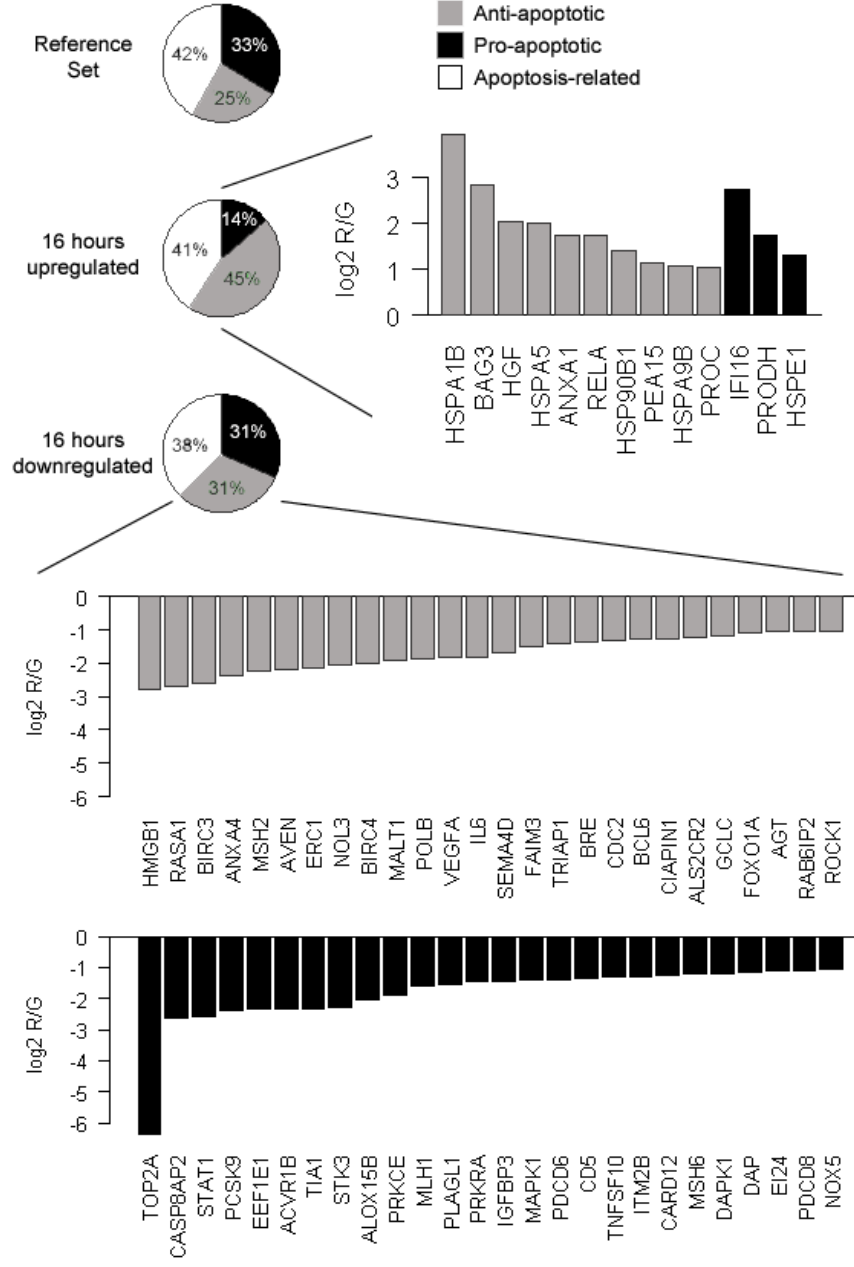 Reference
Set
42%
33%
25%
Anti-apoptotic
Pro-apoptotic
Apoptosis-related
16 hours
upregulated
14%
41%
45%
log2 R/G
3
2
1
0
HSPA1B
BAG3
HGF
HSPA5
ANXA1
RELA
HSP90B1
PEA15
HSPA9B
PROC
IFI16
PRODH
HSPE1
16 hours
downregulated
38%
31%
31%
log2 R/G
0
-1
-2
-3
-4
-5
-6
HMGB1
RASA1
BIRC3
ANXA4
MSH2
AVEN
ERC1
NOL3
BIRC4
MALT1
POLB
VEGFA
IL6
SEMA4D
FAIM3
TRIAP1
BRE
CDC2
BCL6
CIAPIN1
ALS2CR2
GCLC
FOXO1A
AGT
RAB6IP2
ROCK1
log2 R/G
0
-1
-2
-3
-4
-5
-6
TOP2A
CASP8AP2
STAT1
PCSK9
EEF1E1
ACVR1B
TIA1
STK3
ALOX15B
PRKCE
MLH1
PLAGL1
PRKRA
IGFBP3
MAPK1
PDCD6
CD5
TNFSF10
ITM2B
CARD12
MSH6
DAPK1
DAP
EI24
PDCD8
NOX5